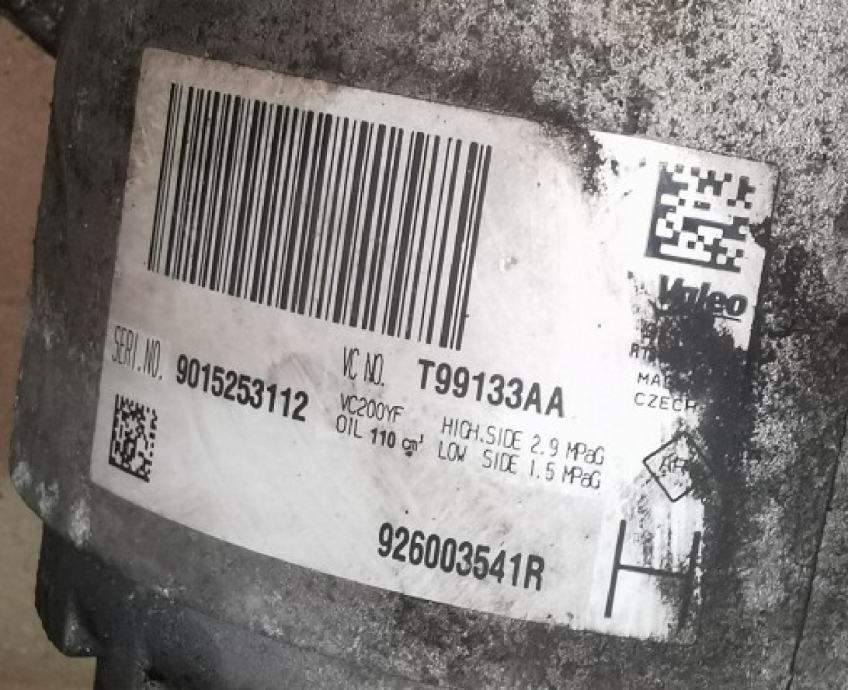 Valeo
CZECH
SERI.NO. 9015253112
VC NO. T99133AA
VC200YF
OIL 110 cm³
HIGH.SIDE 2.9 MPaG
LOW SIDE 1.5 MPaG
926003541R
H